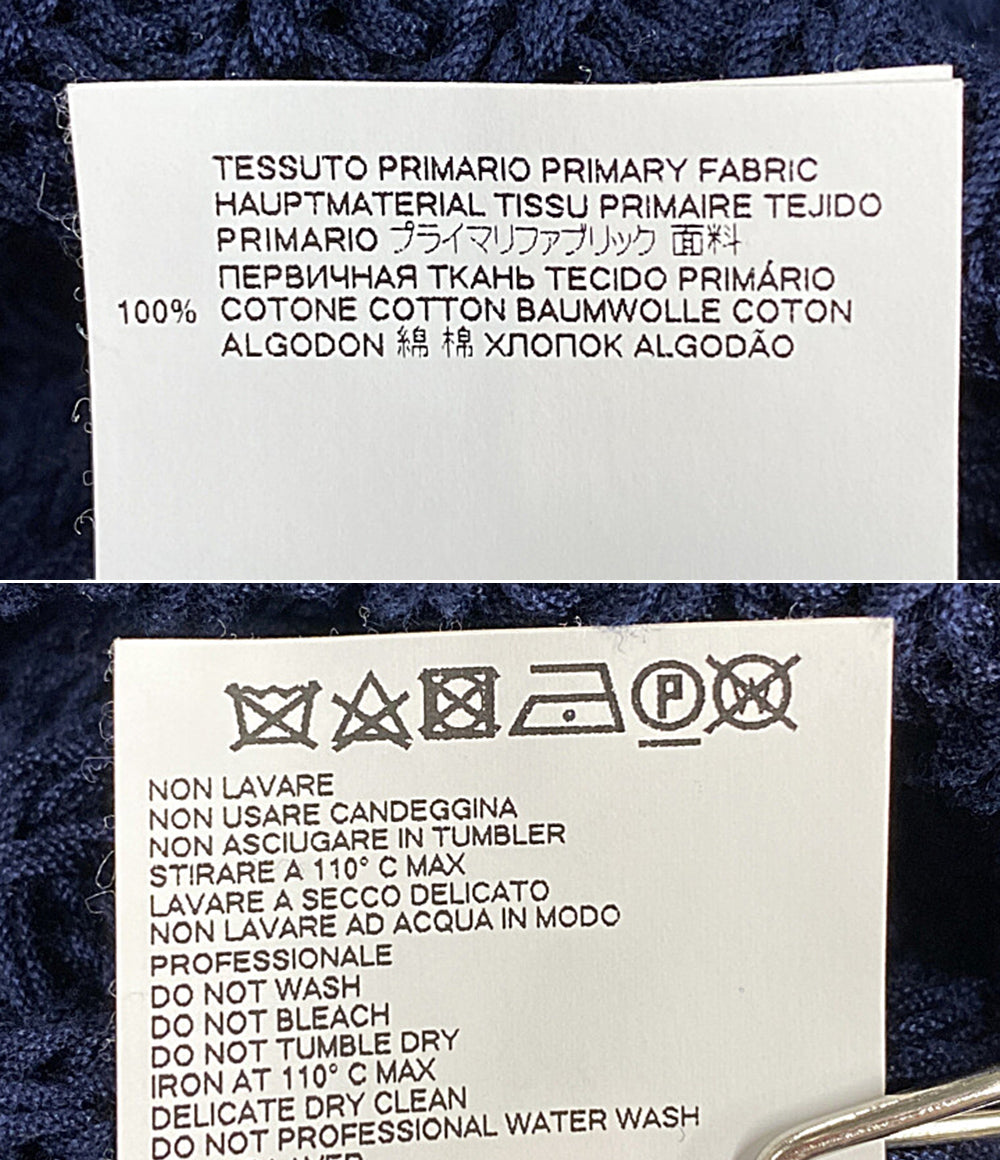 TESSUTO PRIMARIO PRIMARY FABRIC
HAUPTMATERIAL TISSU PRIMAIRE TEJIDO
PRIMARIO プライマリファブリック 面料
ПЕРВИЧНАЯ ТКАНЬ TECIDO PRIMÁRIO
100% COTONE COTTON BAUMWOLLE COTON
ALGODON 綿 棉 ХЛОПОК ALGODÃO
P W
NON LAVARE
NON USARE CANDEGGINA
NON ASCIUGARE IN TUMBLER
STIRARE A 110° C MAX
LAVARE A SECCO DELICATO
NON LAVARE AD ACQUA IN MODO
PROFESSIONALE
DO NOT WASH
DO NOT BLEACH
DO NOT TUMBLE DRY
IRON AT 110° C MAX
DELICATE DRY CLEAN
DO NOT PROFESSIONAL WATER WASH